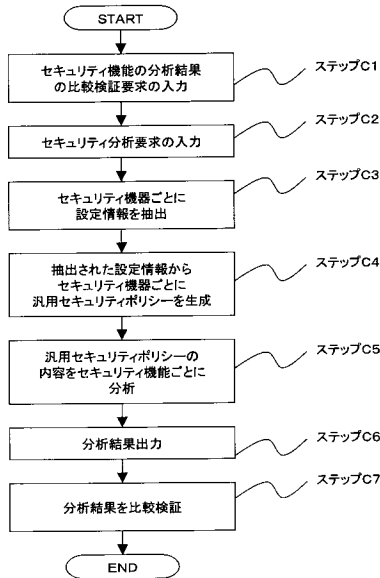 START
セキュリティ機能の分析結果
の比較検証要求の入力
ステップC1
セキュリティ分析要求の入力
ステップC2
セキュリティ機器ごとに
設定情報を抽出
ステップC3
抽出された設定情報から
セキュリティ機器ごとに
汎用セキュリティポリシーを生成
ステップC4
汎用セキュリティポリシーの
内容をセキュリティ機能ごとに
分析
ステップC5
分析結果出力
ステップC6
分析結果を比較検証
ステップC7
END